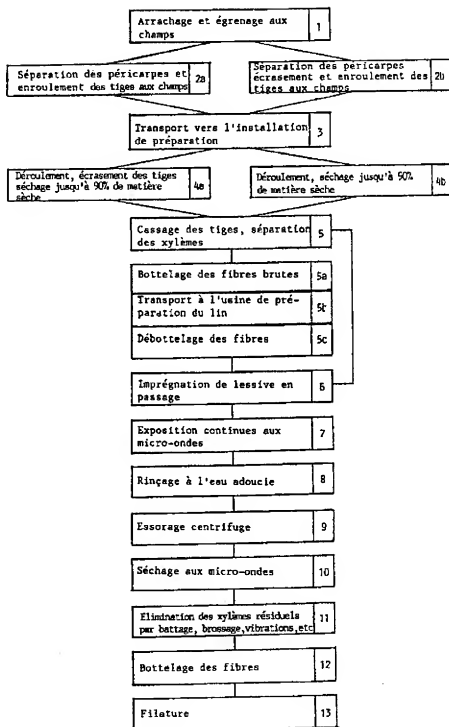 Arrachage et égrenage aux
champs
1
Séparation des péricarpes et
enroulement des tiges aux champs
2a
Séparation des péricarpes
écrasement et enroulement des
tiges aux champs
2b
Transport vers l'installation
de préparation
3
Déroulement, écrasement des tiges
séchage jusqu'à 90% de matière
sèche
4a
Déroulement, séchage jusqu'à 90%
de matière sèche
4b
Cassage des tiges, séparation
des xylèmes
5
Bottelage des fibres brutes
5a
Transport à l'usine de pré-
paration du lin
5b
Débottelage des fibres
5c
Imprégnation de lessive en
passage
6
Exposition continues aux
micro-ondes
7
Rinçage à l'eau adoucie
8
Essorage centrifuge
9
Séchage aux micro-ondes
10
Elimination des xylèmes résiduels
par battage, brossage,vibrations,etc
11
Bottelage des fibres
12
Filature
13